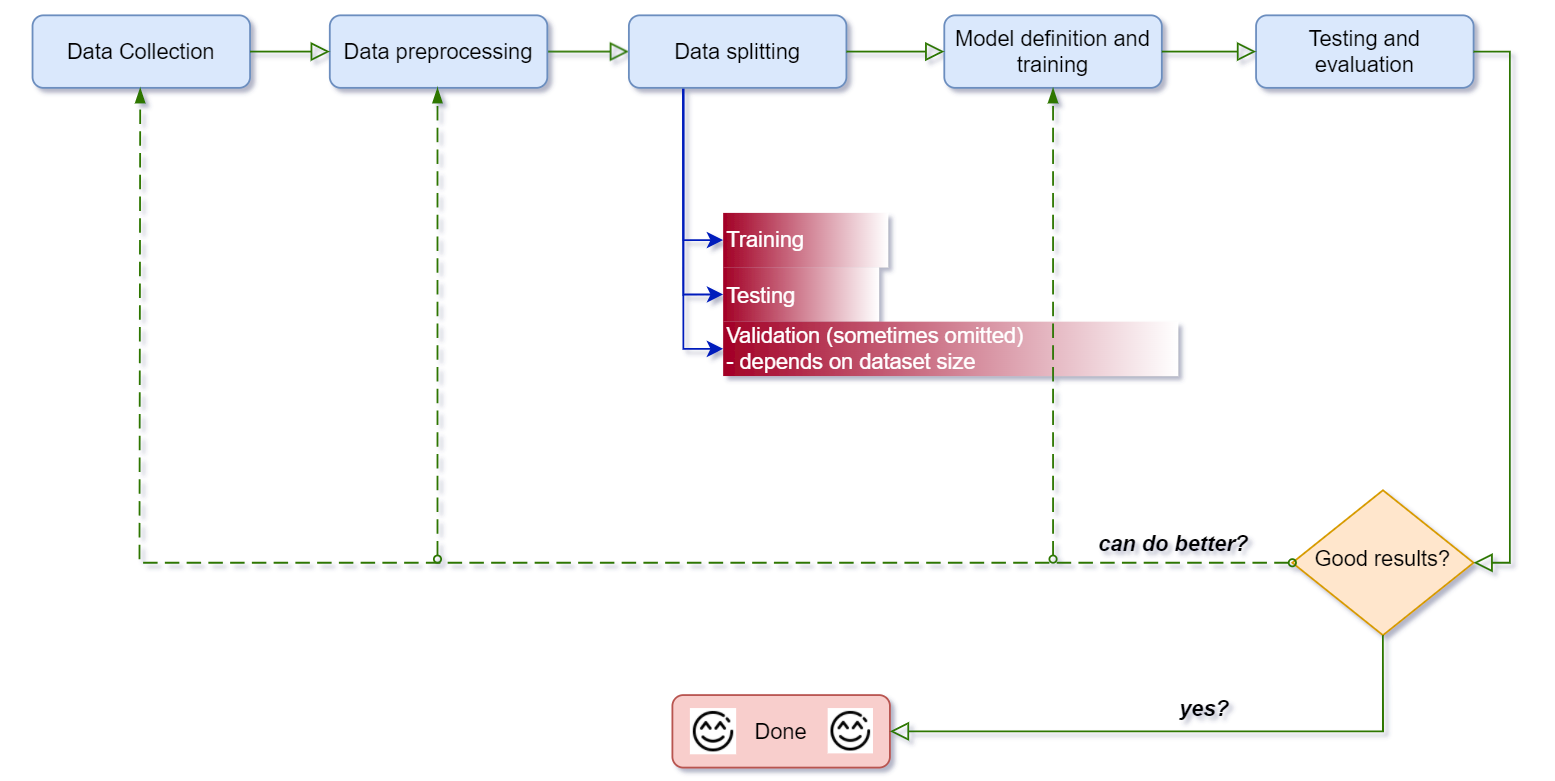 Data Collection
Data preprocessing
Data splitting
Model definition and
training
Testing and
evaluation
Training
Testing
Validation (sometimes omitted)
- depends on dataset size
can do better?
Good results?
yes?
Done